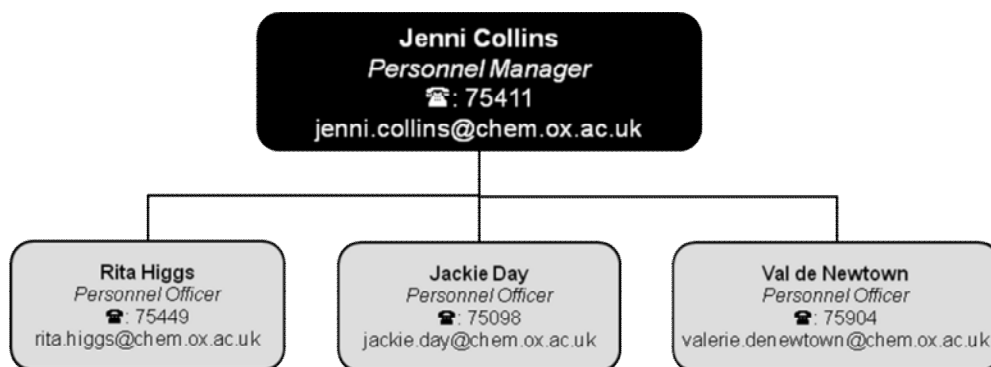 Jenni Collins
Personnel Manager
☎: 75411
jenni.collins@chem.ox.ac.uk
Rita Higgs
Personnel Officer
☎: 75449
rita.higgs@chem.ox.ac.uk
Jackie Day
Personnel Officer
☎: 75098
jackie.day@chem.ox.ac.uk
Val de Newtown
Personnel Officer
☎: 75904
valerie.denewtown@chem.ox.ac.uk